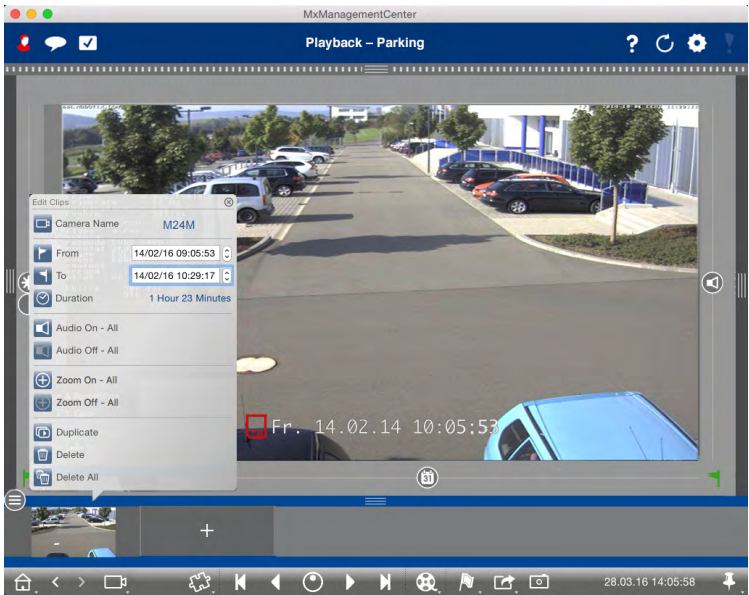 MxManagementCenter
Playback – Parking
?
Edit Clips
Camera Name M24M
From 14/02/16 09:05:53
To 14/02/16 10:29:17
Duration 1 Hour 23 Minutes
Audio On - All
Audio Off - All
Zoom On - All
Zoom Off - All
Duplicate
Delete
Delete All
Fr. 14.02.14 10:05:53
31
+
28.03.16 14:05:58